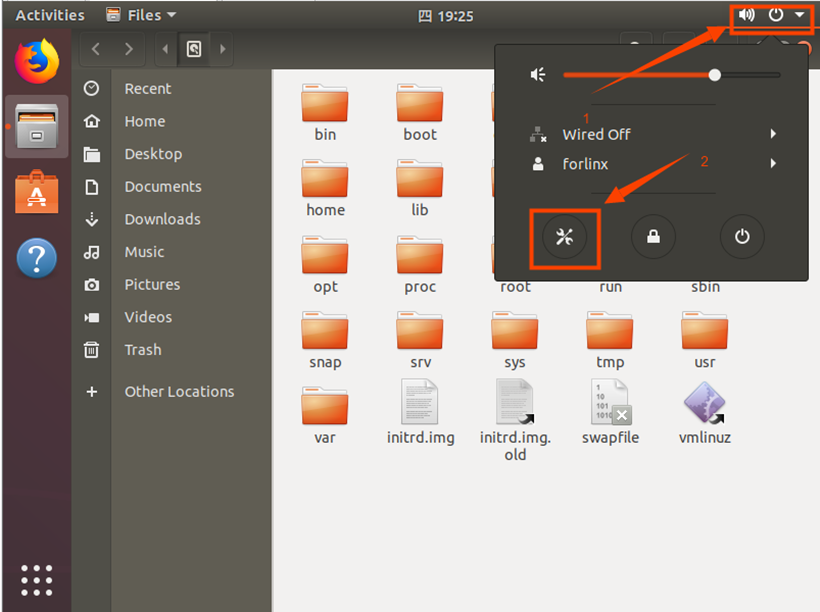 Activities
Files
四 19:25
Recent
Home
Desktop
Documents
Downloads
Music
Pictures
Videos
Trash
Other Locations
1
Wired Off
forlinx
2
bin
boot
home
lib
opt
proc
root
run
sbin
snap
srv
sys
tmp
usr
var
initrd.img
initrd.img.
old
1
10
101
1010
swapfile
vmlinuz